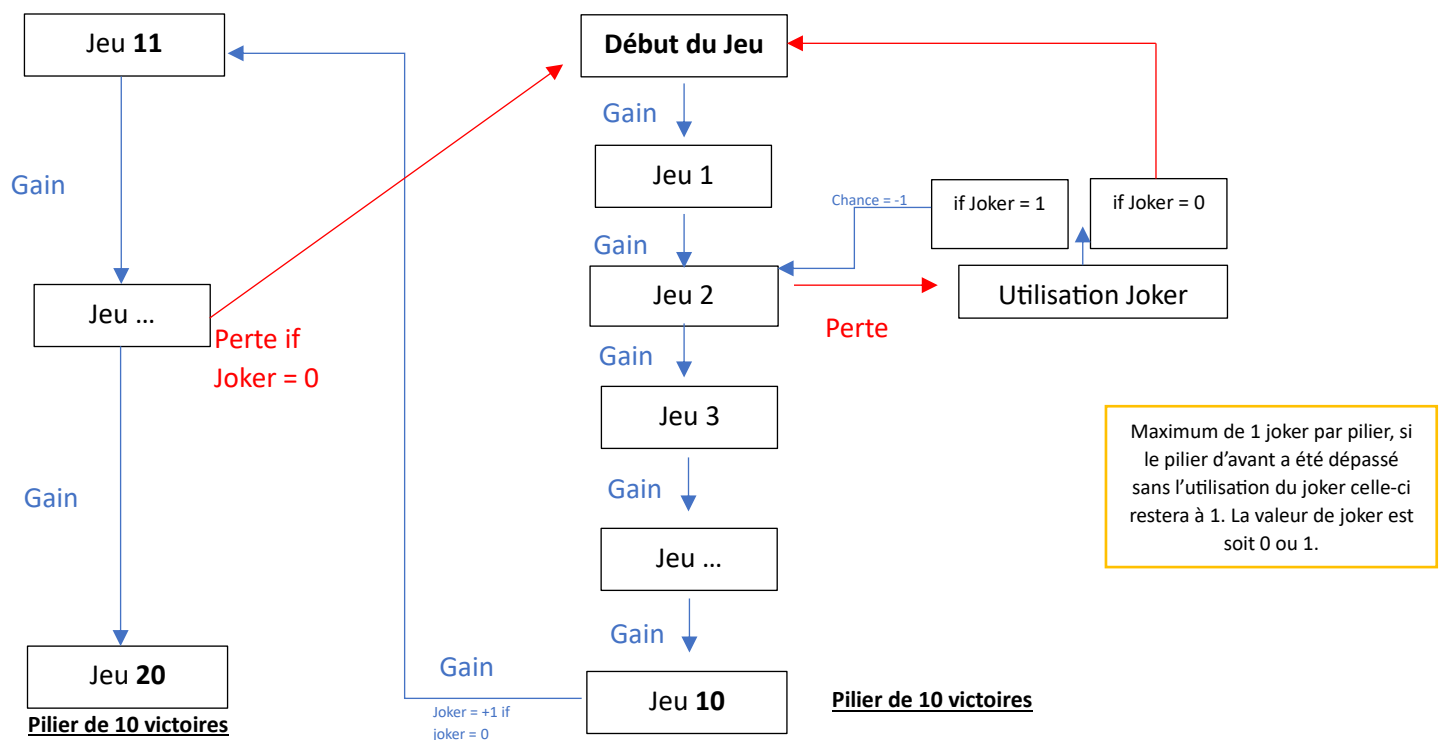 Jeu 11
Gain
Jeu ...
Perte if
Joker = 0
Gain
Jeu 20
Pilier de 10 victoires
Début du Jeu
Gain
Jeu 1
Gain
Jeu 2
Gain
Jeu 3
Gain
Jeu ...
Gain
Jeu 10
Gain
Joker = +1 if
joker = 0
Pilier de 10 victoires
Chance = -1
if Joker = 1
if Joker = 0
Utilisation Joker
Perte
Maximum de 1 joker par pilier, si
le pilier d’avant a été dépassé
sans l’utilisation du joker celle-ci
restera à 1. La valeur de joker est
soit 0 ou 1.